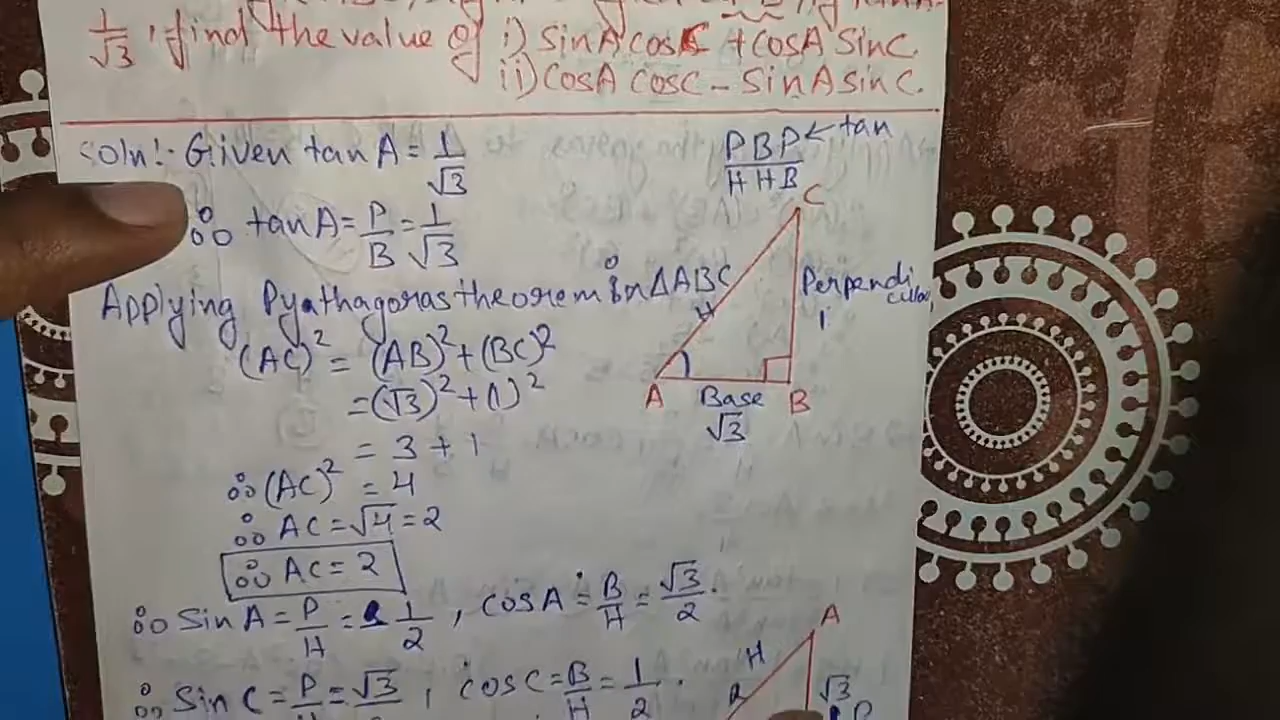 1/√3, find the value of i) sinA cosC + cosA sinC
ii) cosA cosC – sinA sinC.
Soln:- Given tan A = 1/√3
PBP ← tan
HHB
∴ tan A = P/B = 1/√3
C
Applying Pyathagoras theorem in ΔABC
H
Perpendi
cular
1
(AC)² = (AB)² + (BC)²
= (√3)² + (1)²
A Base B
√3
= 3 + 1
∴ (AC)² = 4
∴ AC = √4 = 2
∴ AC = 2
∴ Sin A = P/H = 1/2, cos A = B/H = √3/2.
A
H
∴ Sin C = P/H = √3, cos C = B/H = 1/2.
√3
P